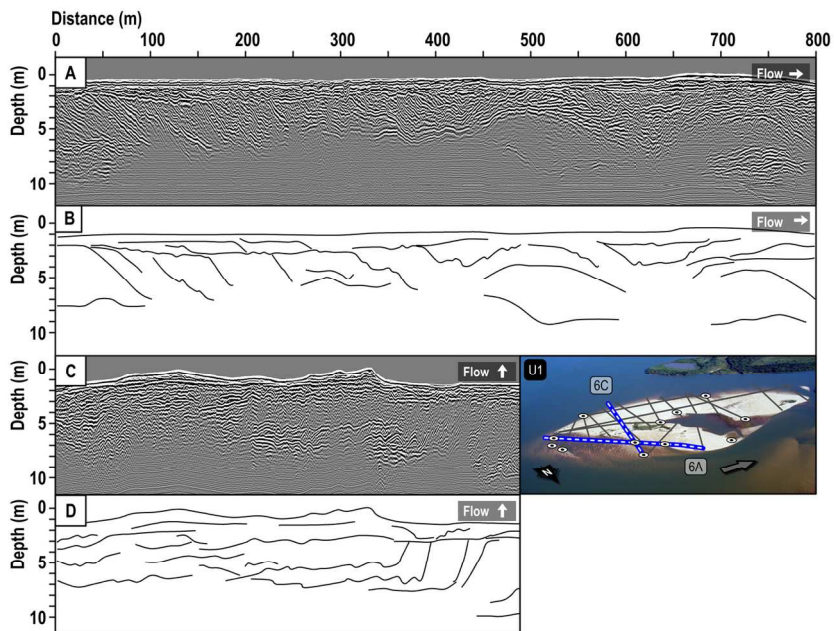 Distance (m)
0 100 200 300 400 500 600 700 800
A
Flow →
Depth (m)
0
5
10
B
Flow →
Depth (m)
0
5
10
C
Flow ↑
Depth (m)
0
5
10
U1
6C
6Λ
N
D
Flow ↑
Depth (m)
0
5
10